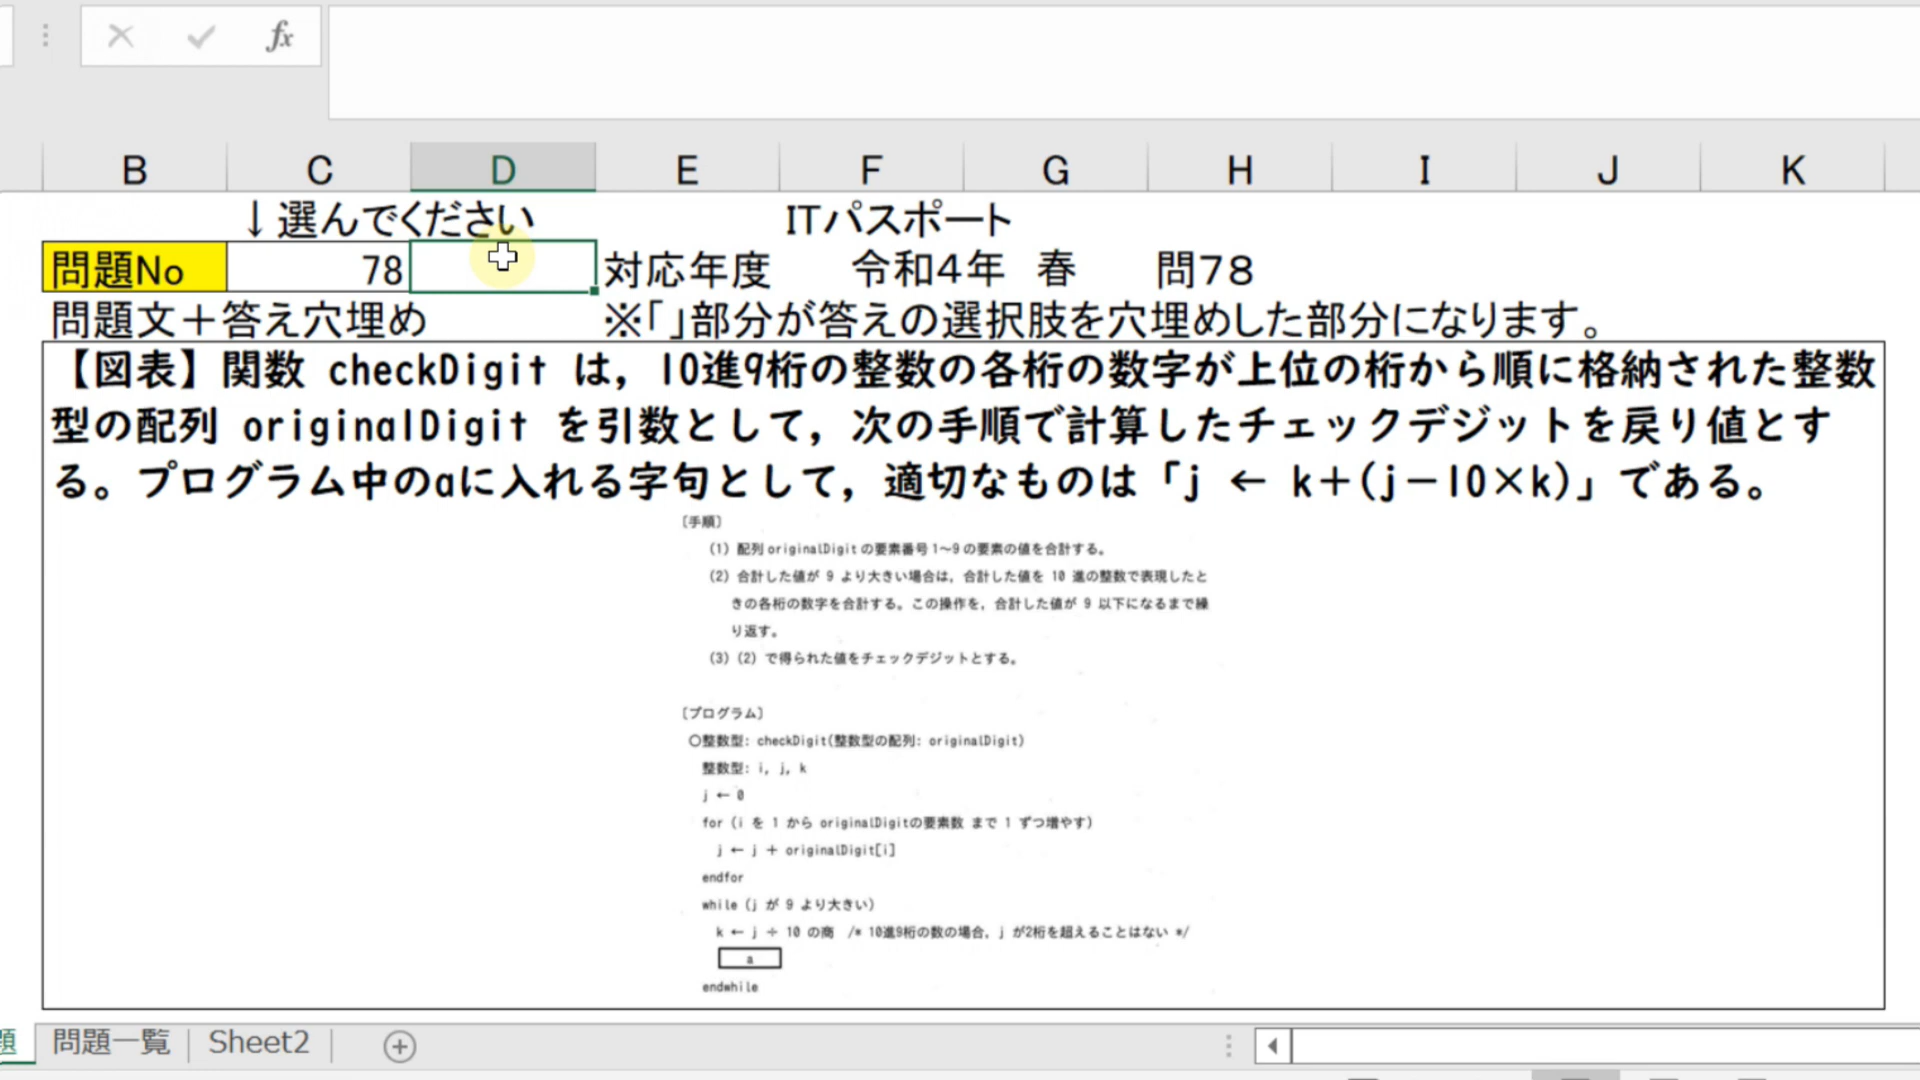 fx
B C D E F G H I J K
↓選んでください ITパスポート
問題No 78 対応年度 令和4年 春 問78
問題文＋答え穴埋め ※「」部分が答えの選択肢を穴埋めした部分になります。
【図表】関数 checkDigit は，10進9桁の整数の各桁の数字が上位の桁から順に格納された整数
型の配列 originalDigit を引数として，次の手順で計算したチェックデジットを戻り値とす
る。プログラム中のaに入れる字句として，適切なものは「j ← k＋(j－10×k)」である。
〔手順〕
(1) 配列 originalDigit の要素番号1～9の要素の値を合計する。
(2) 合計した値が 9 より大きい場合は，合計した値を 10 進の整数で表現したと
きの各桁の数字を合計する。この操作を，合計した値が 9 以下になるまで繰
り返す。
(3) (2) で得られた値をチェックデジットとする。
〔プログラム〕
○整数型: checkDigit(整数型の配列: originalDigit)
整数型: i, j, k
j ← 0
for (i を 1 から originalDigitの要素数 まで 1 ずつ増やす)
j ← j + originalDigit[i]
endfor
while (j が 9 より大きい)
k ← j ÷ 10 の商 /* 10進9桁の数の場合，j が2桁を超えることはない */
a
endwhile
題 問題一覧 Sheet2